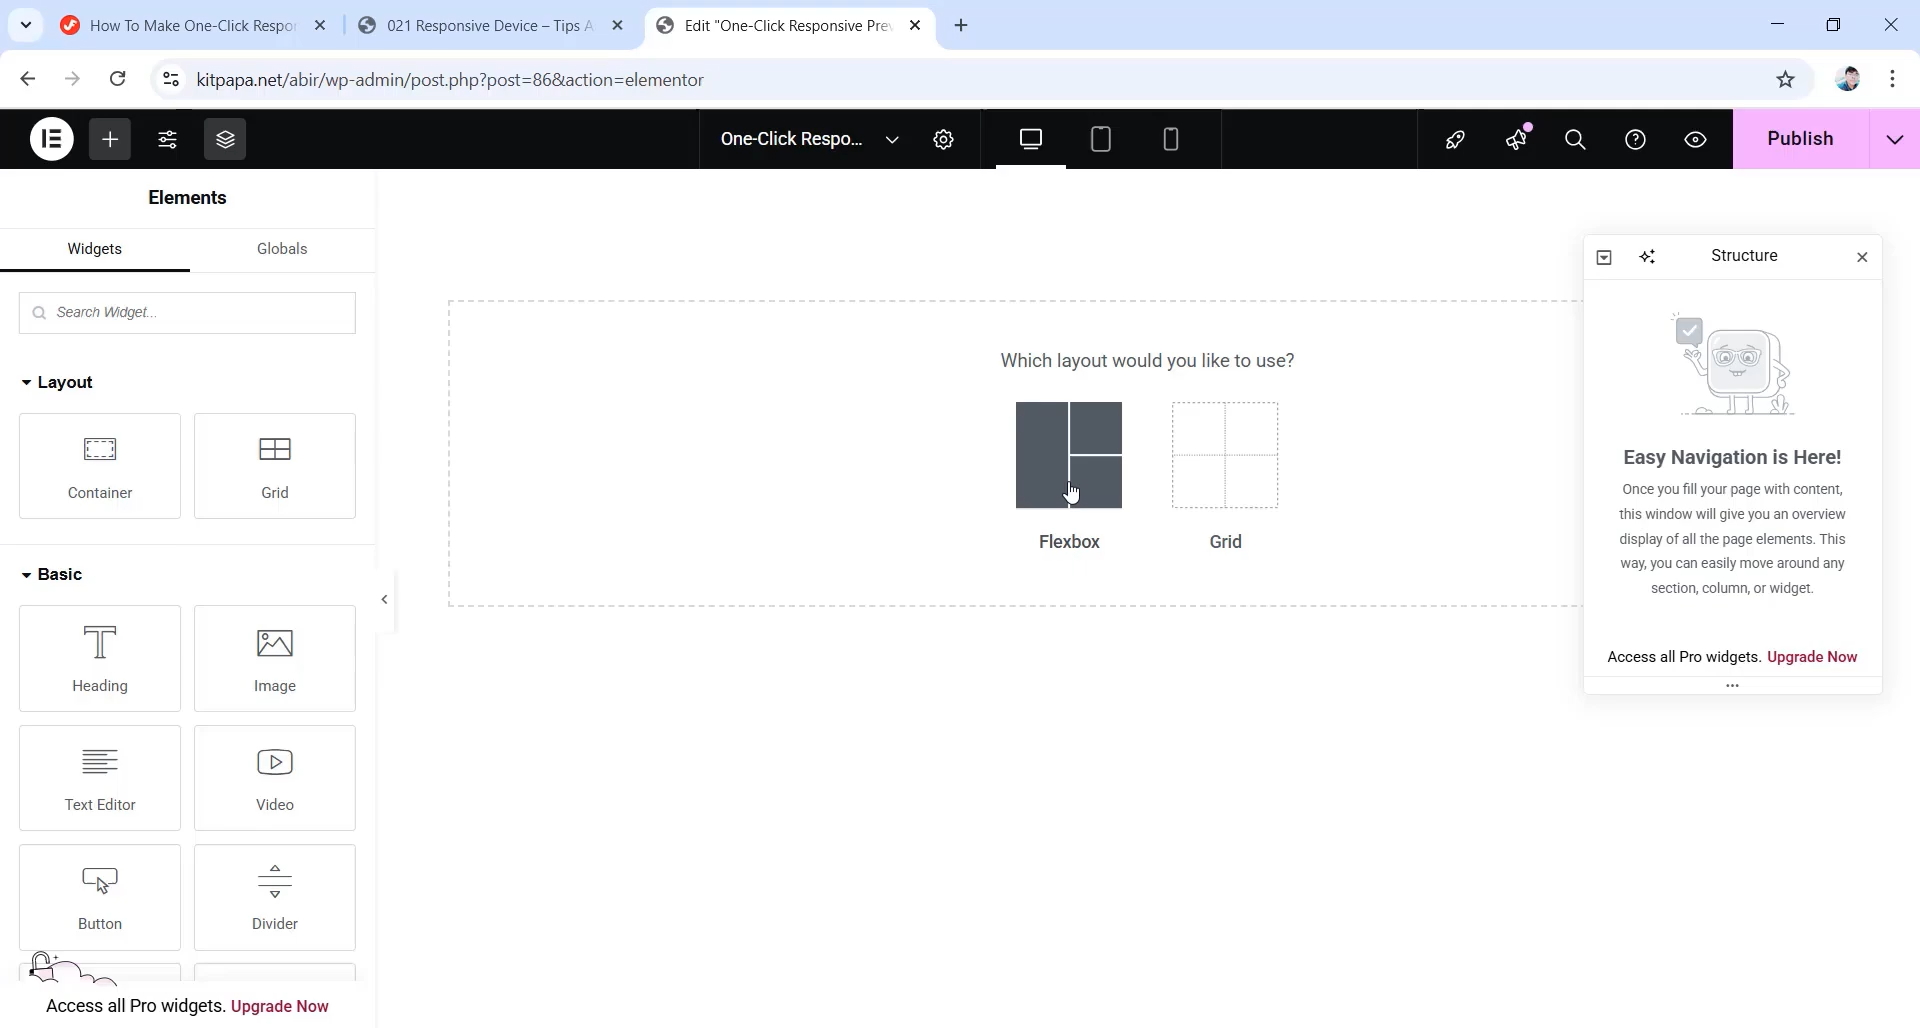 How To Make One-Click Respon
021 Responsive Device – Tips A
Edit "One-Click Responsive Prev
kitpapa.net/abir/wp-admin/post.php?post=86&action=elementor
One-Click Respo...
Publish
Elements
Widgets
Globals
Search Widget...
Layout
Container
Grid
Basic
Heading
Image
Text Editor
Video
Button
Divider
Access all Pro widgets. Upgrade Now
Which layout would you like to use?
Flexbox
Grid
Structure
Easy Navigation is Here!
Once you fill your page with content,
this window will give you an overview
display of all the page elements. This
way, you can easily move around any
section, column, or widget.
Access all Pro widgets. Upgrade Now